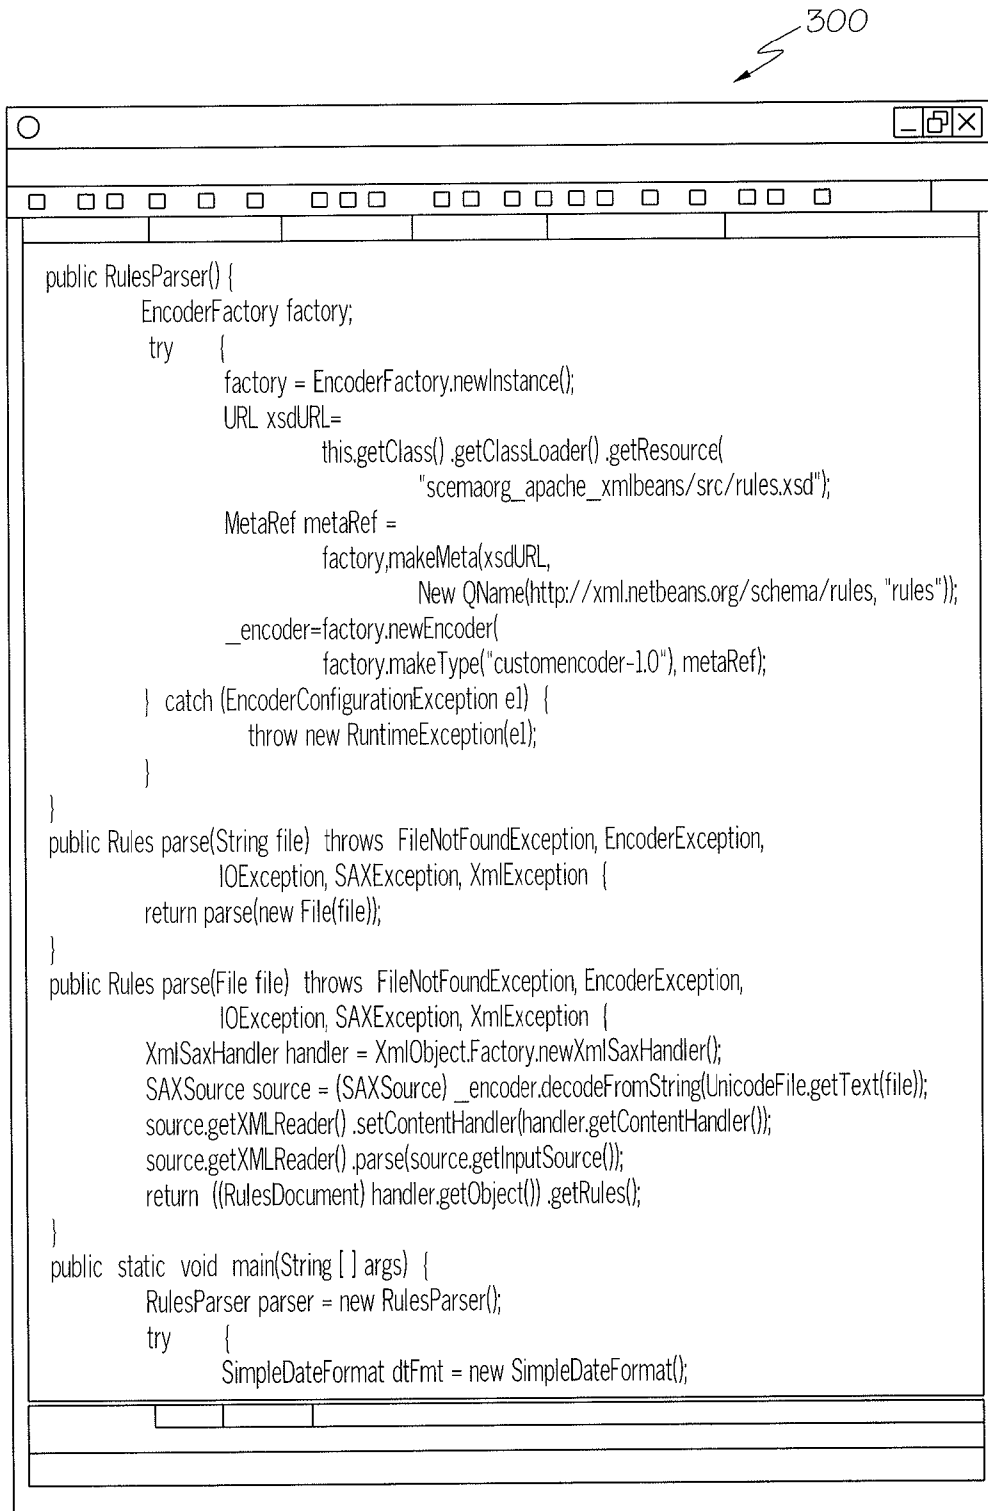 300
public RulesParser() {
EncoderFactory factory;
try {
factory = EncoderFactory.newInstance();
URL xsdURL=
this.getClass() .getClassLoader() .getResource(
"scemaorg_apache_xmlbeans/src/rules.xsd");
MetaRef metaRef =
factory,makeMeta(xsdURL,
New QName(http://xml.netbeans.org/schema/rules, "rules"));
_encoder=factory.newEncoder(
factory.makeType("customencoder-1.0"), metaRef);
} catch (EncoderConfigurationException e1) {
throw new RuntimeException(e1);
}
}
public Rules parse(String file) throws FileNotFoundException, EncoderException,
IOException, SAXException, XmlException {
return parse(new File(file));
}
public Rules parse(File file) throws FileNotFoundException, EncoderException,
IOException, SAXException, XmlException {
XmlSaxHandler handler = XmlObject.Factory.newXmlSaxHandler();
SAXSource source = (SAXSource) _encoder.decodeFromString(UnicodeFile.getText(file));
source.getXMLReader() .setContentHandler(handler.getContentHandler());
source.getXMLReader() .parse(source.getInputSource());
return ((RulesDocument) handler.getObject()) .getRules();
}
public static void main(String [ ] args) {
RulesParser parser = new RulesParser();
try {
SimpleDateFormat dtFmt = new SimpleDateFormat();